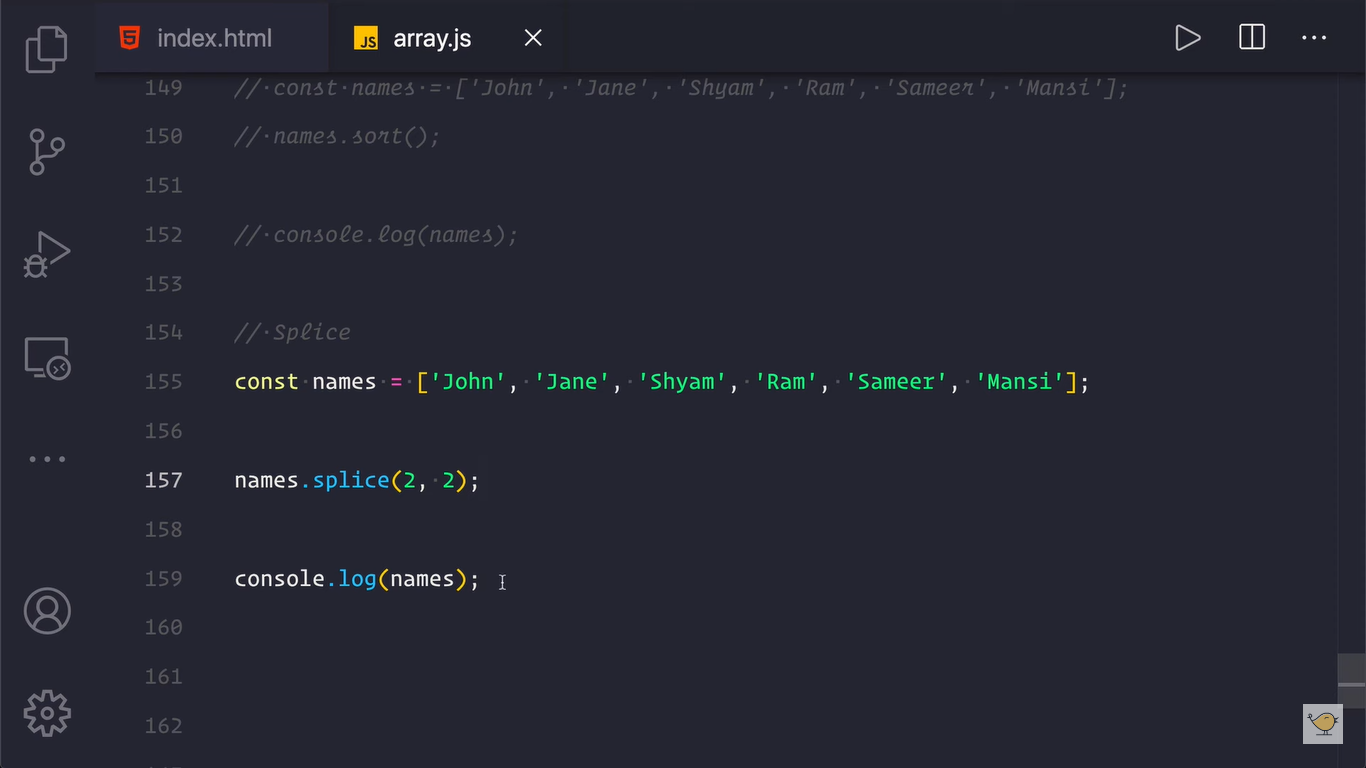 index.html
JS array.js
149 // const names = ['John', 'Jane', 'Shyam', 'Ram', 'Sameer', 'Mansi'];
150 // names.sort();
151
152 // console.log(names);
153
154 // Splice
155 const names = ['John', 'Jane', 'Shyam', 'Ram', 'Sameer', 'Mansi'];
156
157 names.splice(2, 2);
158
159 console.log(names);
160
161
162